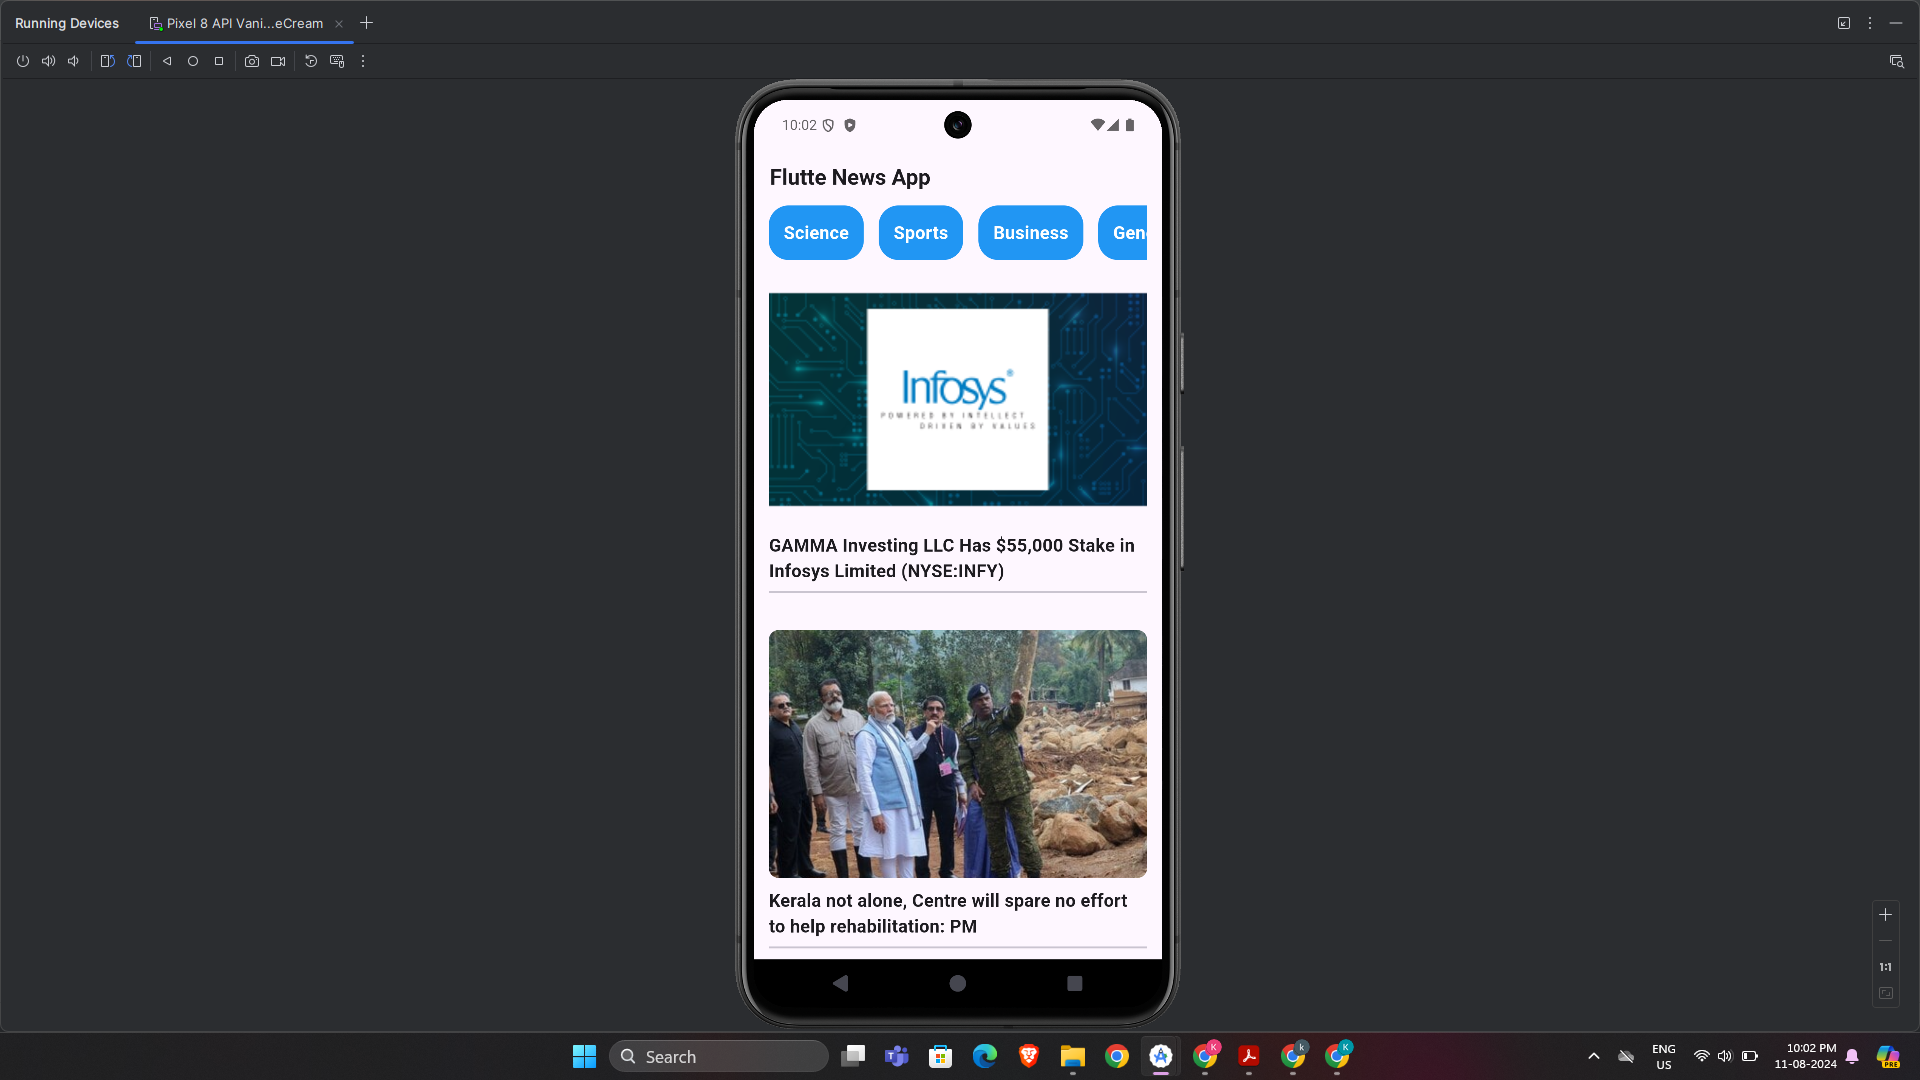 Running Devices
Pixel 8 API Vani...eCream
10:02
Flutte News App
Science
Sports
Business
Gen
Infosys®
POWERED BY INTELLECT
DRIVEN BY VALUES
GAMMA Investing LLC Has $55,000 Stake in
Infosys Limited (NYSE:INFY)
Kerala not alone, Centre will spare no effort
to help rehabilitation: PM
1:1
Search
K
k
K
ENG
US
10:02 PM
11-08-2024
PRE